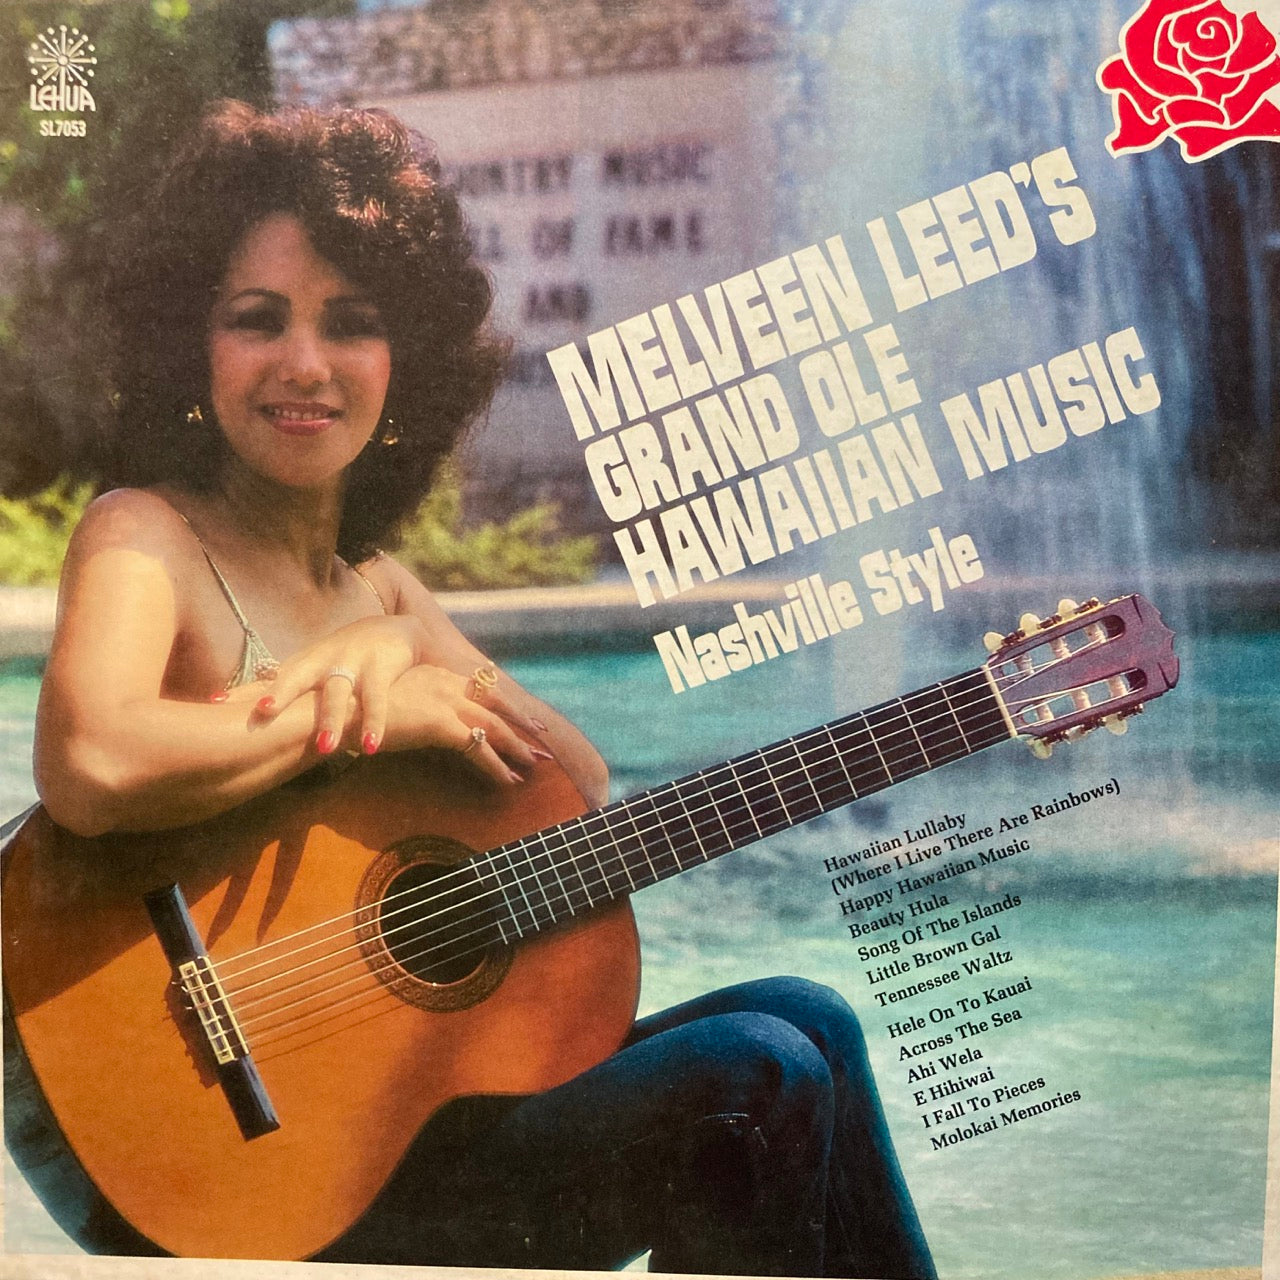 LEHUA
SL7053
COUNTRY MUSIC
OF FAME
AND
MELVEEN LEED'S
GRAND OLE
HAWAIIAN MUSIC
Nashville Style
Hawaiian Lullaby
(Where I Live There Are Rainbows)
Happy Hawaiian Music
Beauty Hula
Song Of The Islands
Little Brown Gal
Tennessee Waltz
Hele On To Kauai
Across The Sea
Ahi Wela
E Hihiwai
I Fall To Pieces
Molokai Memories